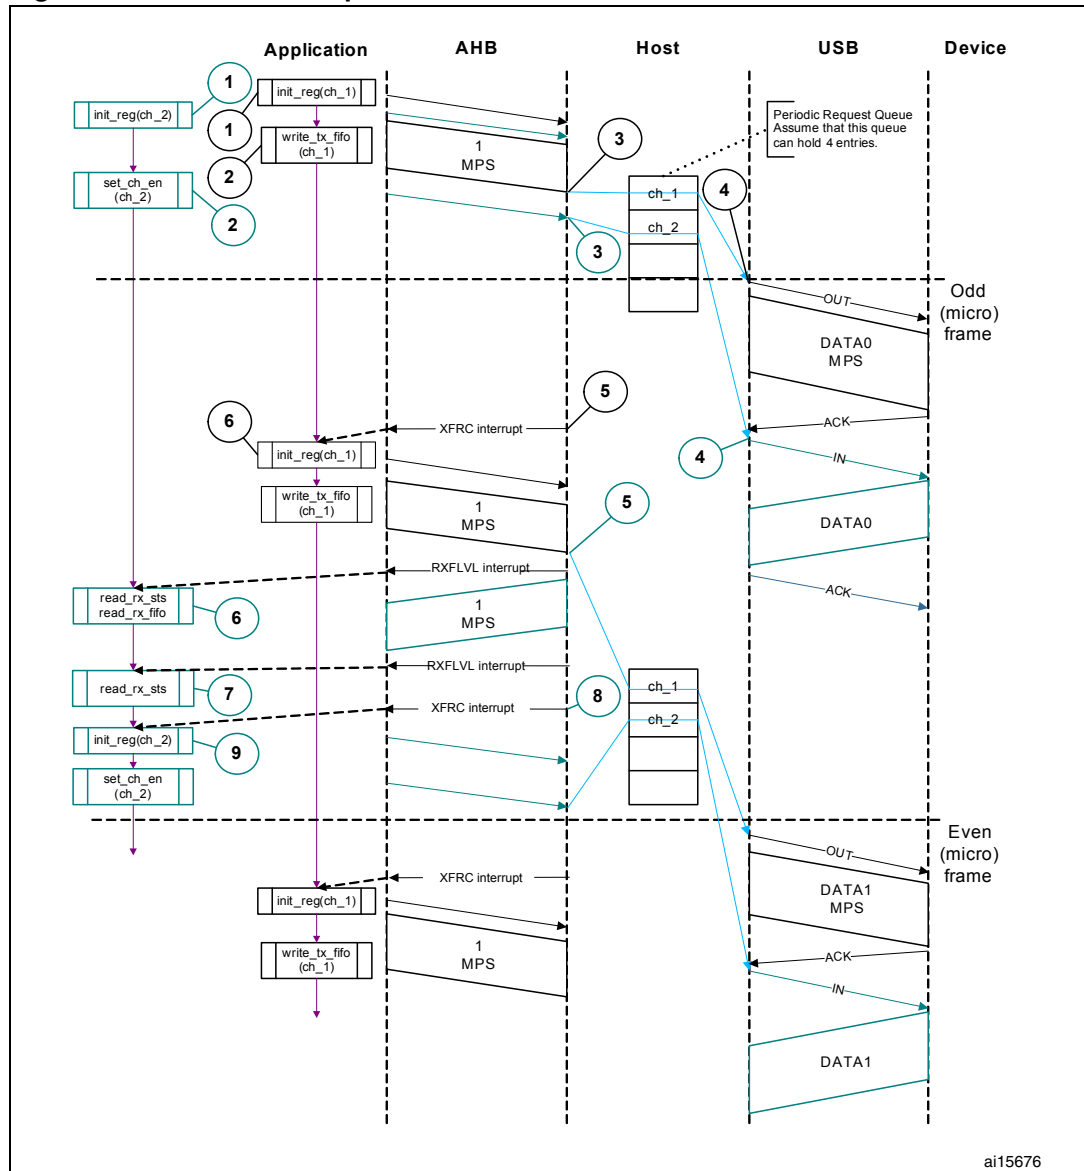 Application
AHB
Host
USB
Device
1
init_reg(ch_2)
init_reg(ch_1)
1
write_tx_fifo
(ch_1)
2
set_ch_en
(ch_2)
2
1
MPS
3
3
Periodic Request Queue
Assume that this queue
can hold 4 entries.
4
ch_1
ch_2
Odd
(micro)
frame
OUT
DATA0
MPS
ACK
5
XFRC interrupt
6
init_reg(ch_1)
write_tx_fifo
(ch_1)
4
IN
1
MPS
5
DATA0
RXFLVL interrupt
ACK
read_rx_sts
read_rx_fifo
6
1
MPS
RXFLVL interrupt
read_rx_sts
7
8
XFRC interrupt
ch_1
ch_2
init_reg(ch_2)
9
set_ch_en
(ch_2)
Even
(micro)
frame
OUT
XFRC interrupt
init_reg(ch_1)
DATA1
MPS
write_tx_fifo
(ch_1)
1
MPS
ACK
IN
DATA1
ai15676